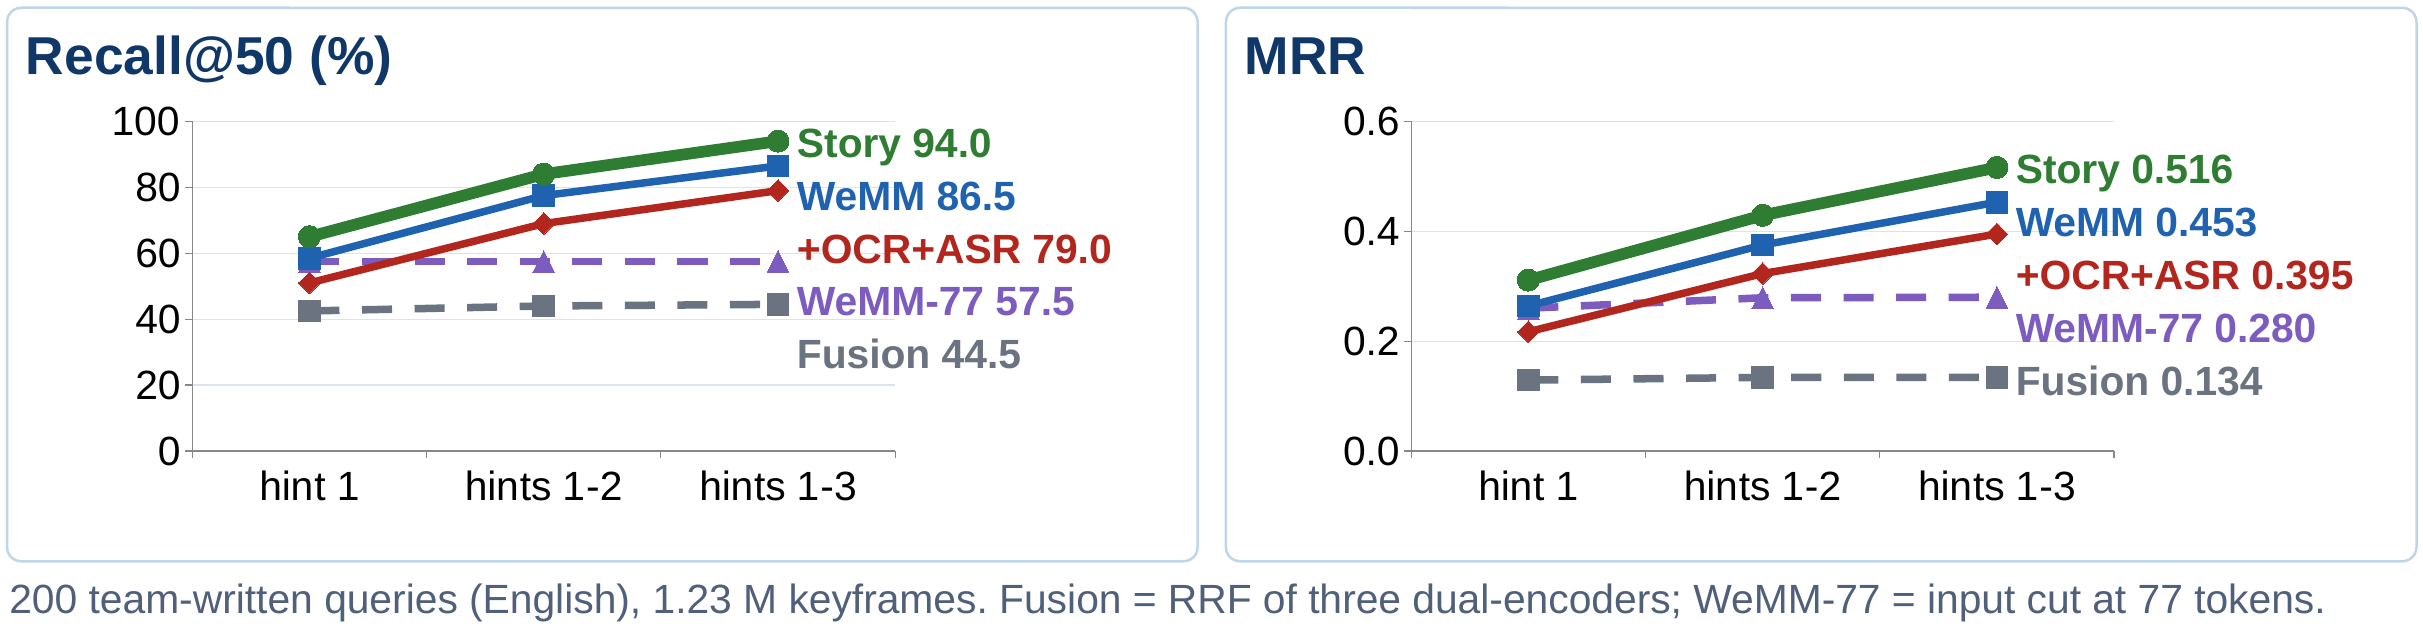 Recall@50 (%)
100
80
60
40
20
0
hint 1
hints 1-2
hints 1-3
Story 94.0
WeMM 86.5
+OCR+ASR 79.0
WeMM-77 57.5
Fusion 44.5
MRR
0.6
0.4
0.2
0.0
hint 1
hints 1-2
hints 1-3
Story 0.516
WeMM 0.453
+OCR+ASR 0.395
WeMM-77 0.280
Fusion 0.134
200 team-written queries (English), 1.23 M keyframes. Fusion = RRF of three dual-encoders; WeMM-77 = input cut at 77 tokens.